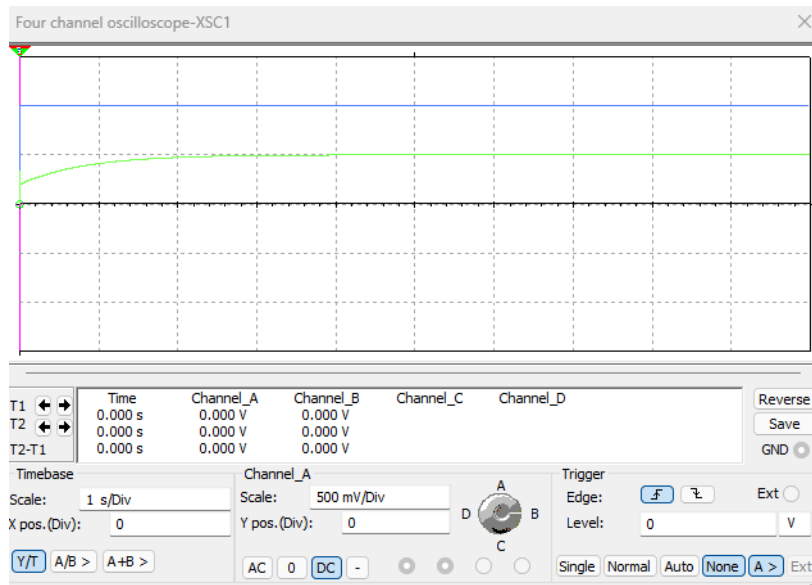 Four channel oscilloscope-XSC1
T1
T2
T2-T1
Time Channel_A Channel_B Channel_C Channel_D
0.000 s 0.000 V 0.000 V
0.000 s 0.000 V 0.000 V
0.000 s 0.000 V 0.000 V
Reverse
Save
GND
Timebase
Scale: 1 s/Div
X pos.(Div): 0
Y/T A/B > A+B >
Channel_A
Scale: 500 mV/Div
Y pos.(Div): 0
AC 0 DC -
A
D B
C
Trigger
Edge: Ext
Level: 0 V
Single Normal Auto None A > Ext